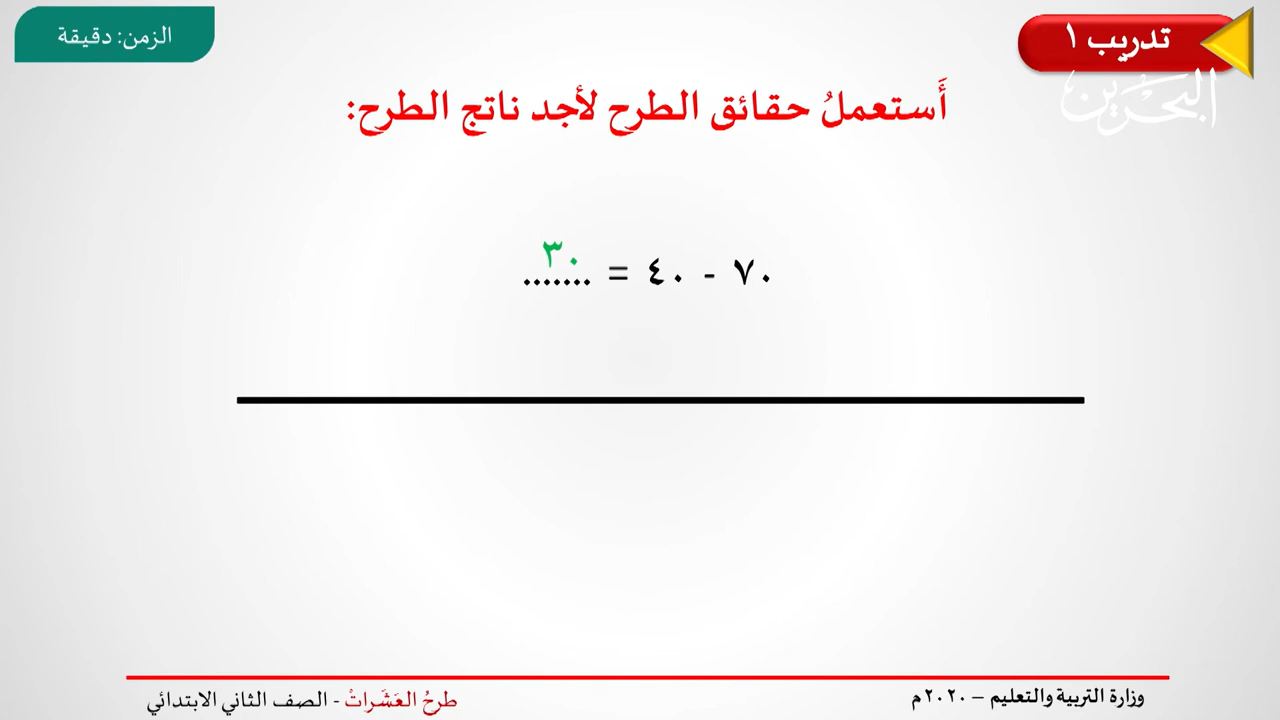 تدريب ١
الزمن: دقيقة
البحرين
أَستعملُ حقائق الطرح لأجد ناتج الطرح:
٧٠ - ٤٠ = ....... ٣٠
وزارة التربية والتعليم – ٢٠٢٠م
طرحُ العَشَراتْ - الصف الثاني الابتدائي